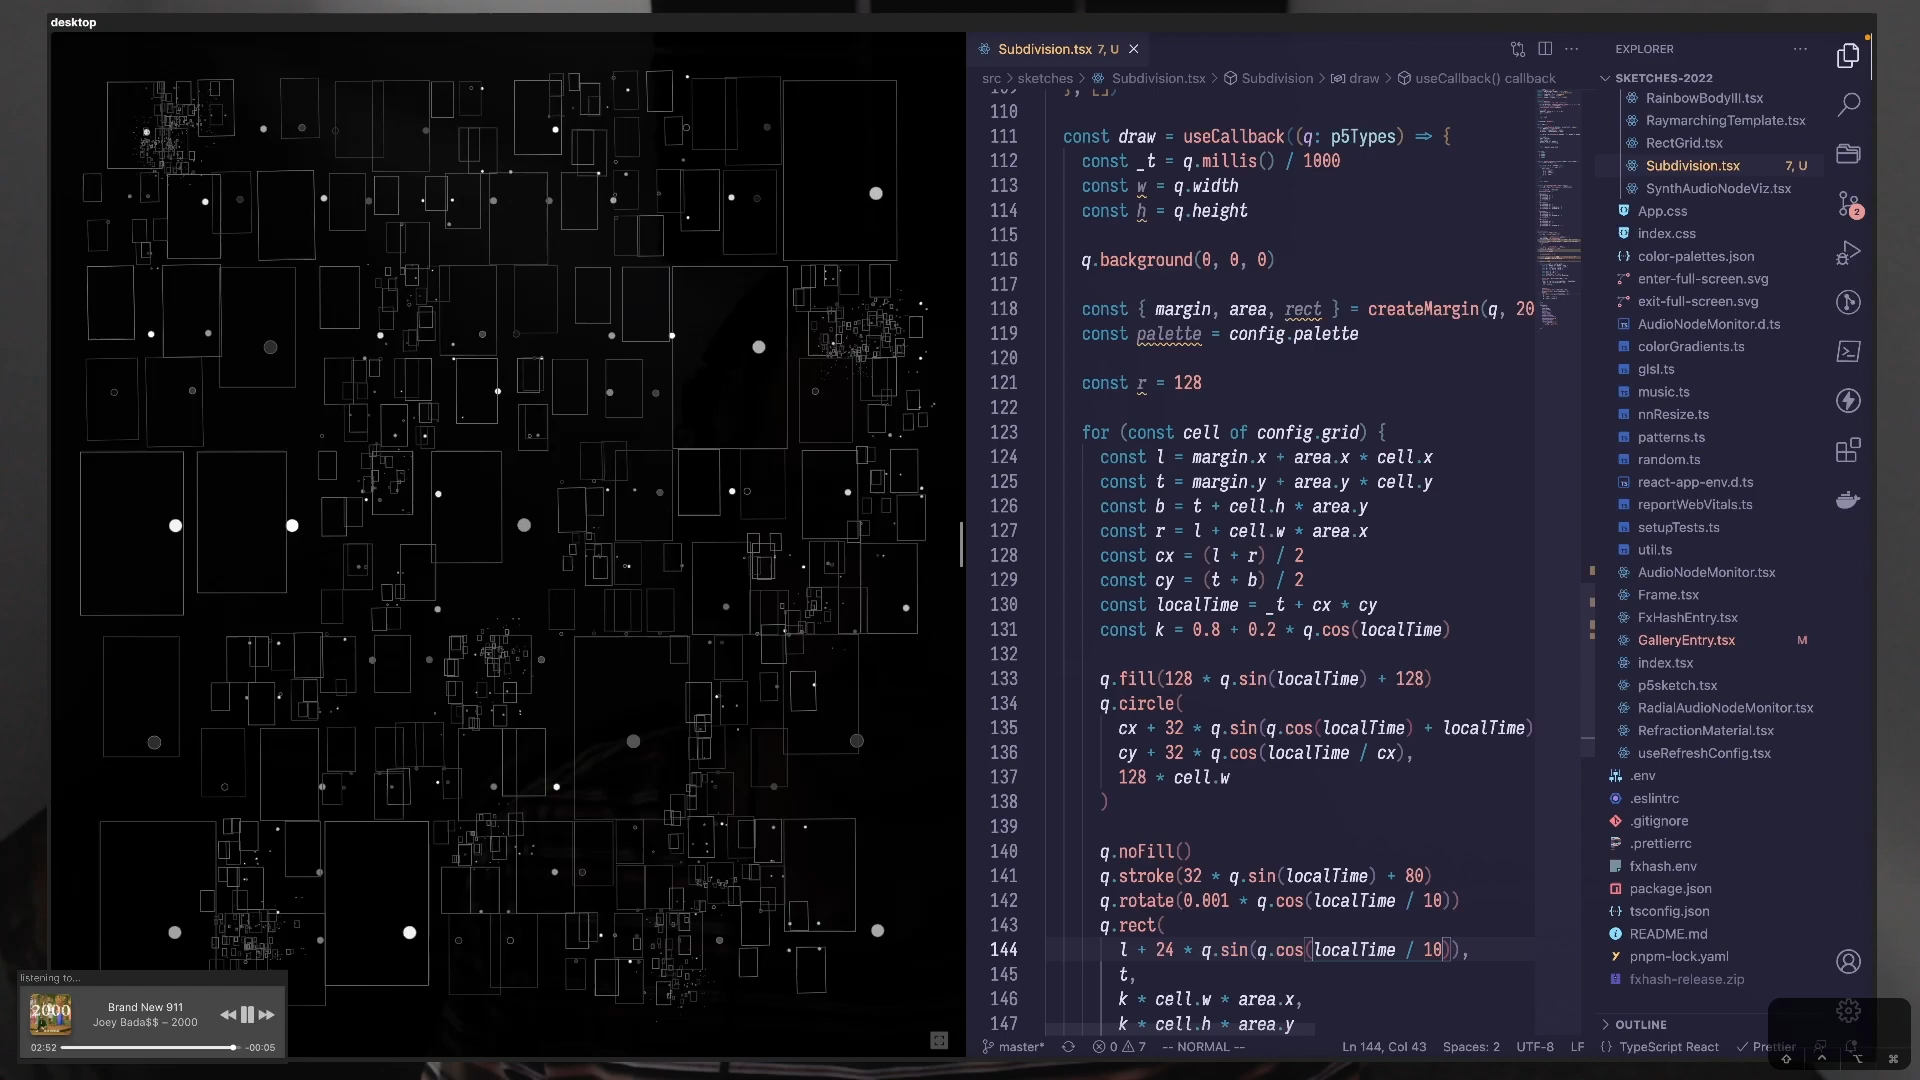 desktop
Subdivision.tsx 7, U
src > sketches > Subdivision.tsx > Subdivision > draw > useCallback() callback
109 }, [])
110
111 const draw = useCallback((q: p5Types) => {
112 const _t = q.millis() / 1000
113 const w = q.width
114 const h = q.height
115
116 q.background(0, 0, 0)
117
118 const { margin, area, rect } = createMargin(q, 20
119 const palette = config.palette
120
121 const r = 128
122
123 for (const cell of config.grid) {
124 const l = margin.x + area.x * cell.x
125 const t = margin.y + area.y * cell.y
126 const b = t + cell.h * area.y
127 const r = l + cell.w * area.x
128 const cx = (l + r) / 2
129 const cy = (t + b) / 2
130 const localTime = _t + cx * cy
131 const k = 0.8 + 0.2 * q.cos(localTime)
132
133 q.fill(128 * q.sin(localTime) + 128)
134 q.circle(
135 cx + 32 * q.sin(q.cos(localTime) + localTime)
136 cy + 32 * q.cos(localTime / cx),
137 128 * cell.w
138 )
139
140 q.noFill()
141 q.stroke(32 * q.sin(localTime) + 80)
142 q.rotate(0.001 * q.cos(localTime / 10))
143 q.rect(
144 l + 24 * q.sin(q.cos(localTime / 10)),
145 t,
146 k * cell.w * area.x,
147 k * cell.h * area.y
master* 0 7 -- NORMAL -- Ln 144, Col 43 Spaces: 2 UTF-8 LF {} TypeScript React Prettier
EXPLORER
SKETCHES-2022
RainbowBodyIII.tsx
RaymarchingTemplate.tsx
RectGrid.tsx
Subdivision.tsx 7, U
SynthAudioNodeViz.tsx
App.css
index.css
color-palettes.json
enter-full-screen.svg
exit-full-screen.svg
AudioNodeMonitor.d.ts
colorGradients.ts
glsl.ts
music.ts
nnResize.ts
patterns.ts
random.ts
react-app-env.d.ts
reportWebVitals.ts
setupTests.ts
util.ts
AudioNodeMonitor.tsx
Frame.tsx
FxHashEntry.tsx
GalleryEntry.tsx M
index.tsx
p5sketch.tsx
RadialAudioNodeMonitor.tsx
RefractionMaterial.tsx
useRefreshConfig.tsx
.env
.eslintrc
.gitignore
.prettierrc
fxhash.env
package.json
tsconfig.json
README.md
pnpm-lock.yaml
fxhash-release.zip
OUTLINE
2
listening to...
2000
Brand New 911
Joey Bada$$ – 2000
02:52 -00:05